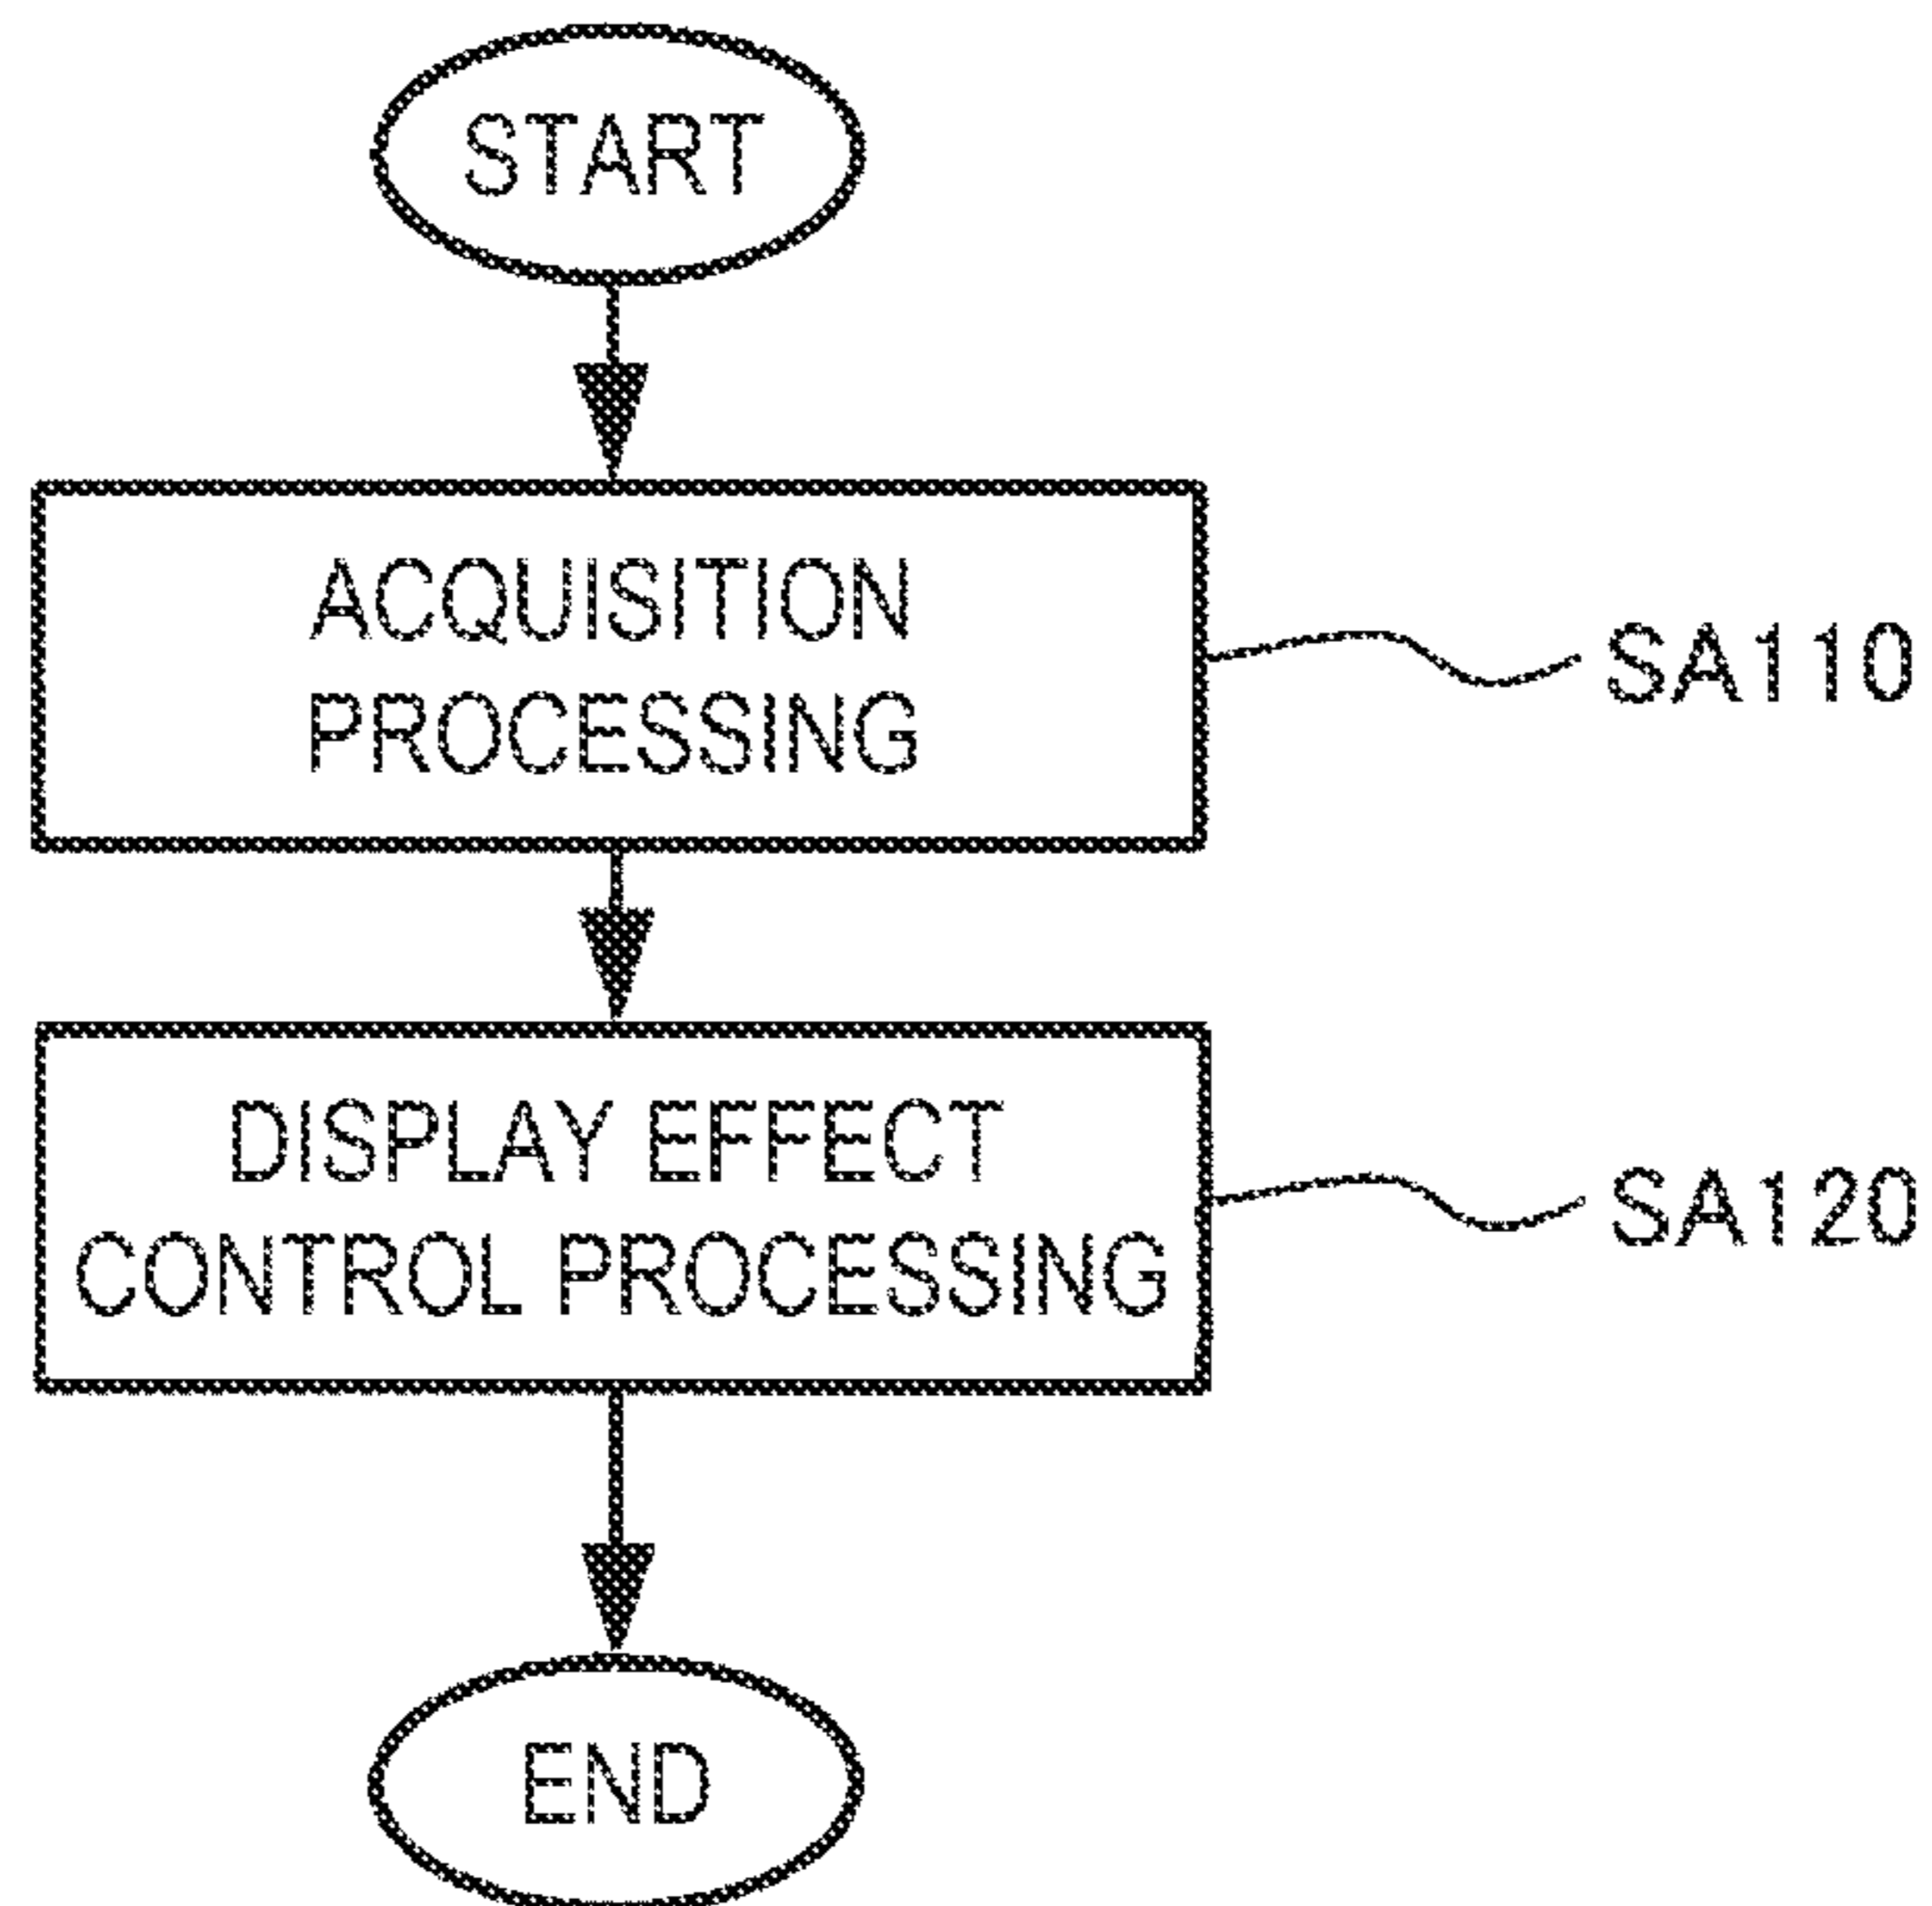 START
ACQUISITION
PROCESSING
SA110
DISPLAY EFFECT
CONTROL PROCESSING
SA120
END